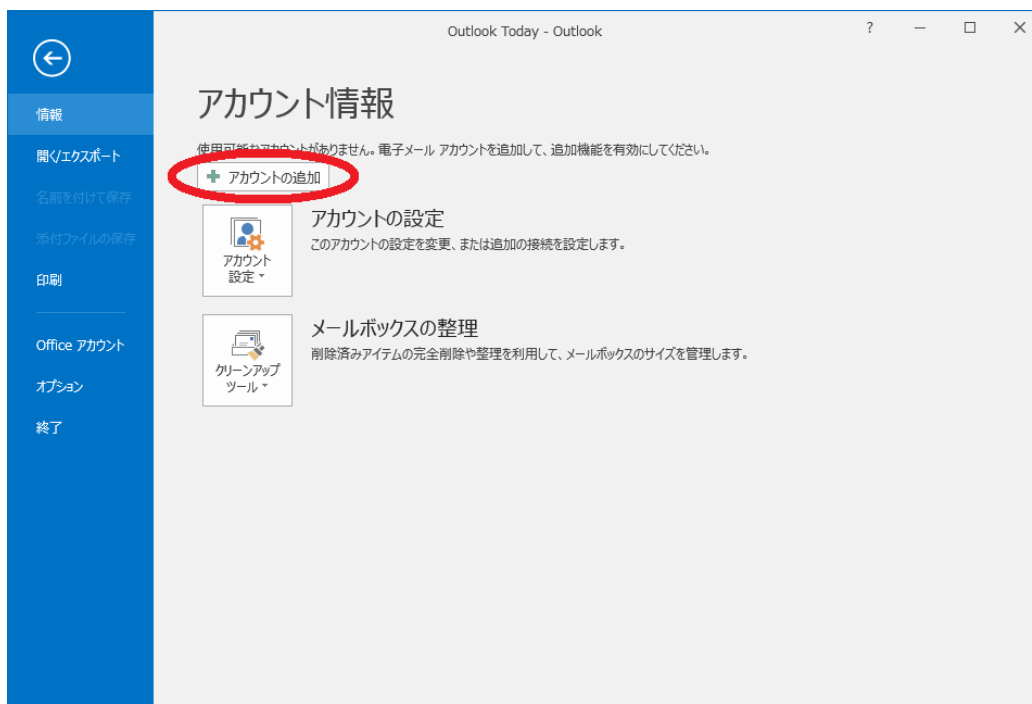 Outlook Today - Outlook
?
アカウント情報
使用可能なアカウントがありません。電子メール アカウントを追加して、追加機能を有効にしてください。
アカウントの追加
アカウントの設定
このアカウントの設定を変更、または追加の接続を設定します。
アカウント
設定
メールボックスの整理
削除済みアイテムの完全削除や整理を利用して、メールボックスのサイズを管理します。
クリーンアップ
ツール
情報
開く/エクスポート
名前を付けて保存
添付ファイルの保存
印刷
Office アカウント
オプション
終了